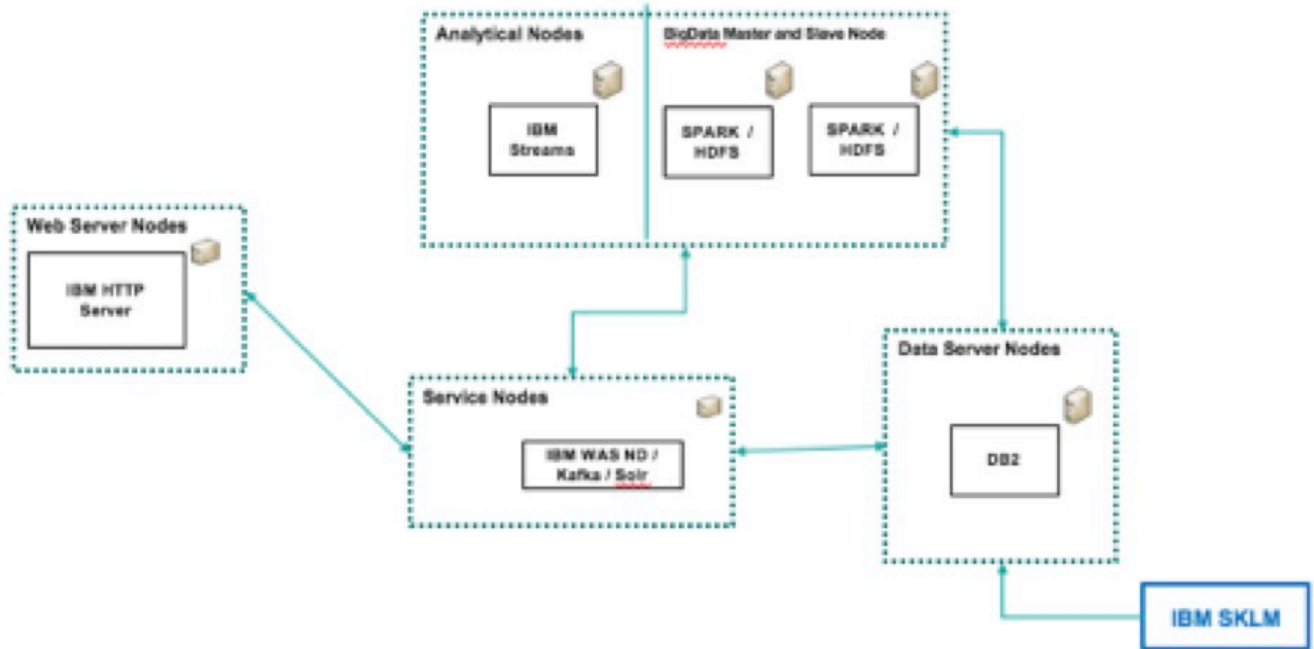 Analytical Nodes
BigData Master and Slave Node
IBM
Streams
SPARK /
HDFS
SPARK /
HDFS
Web Server Nodes
IBM HTTP
Server
Service Nodes
IBM WAS ND /
Kafka / Solr
Data Server Nodes
DB2
IBM SKLM